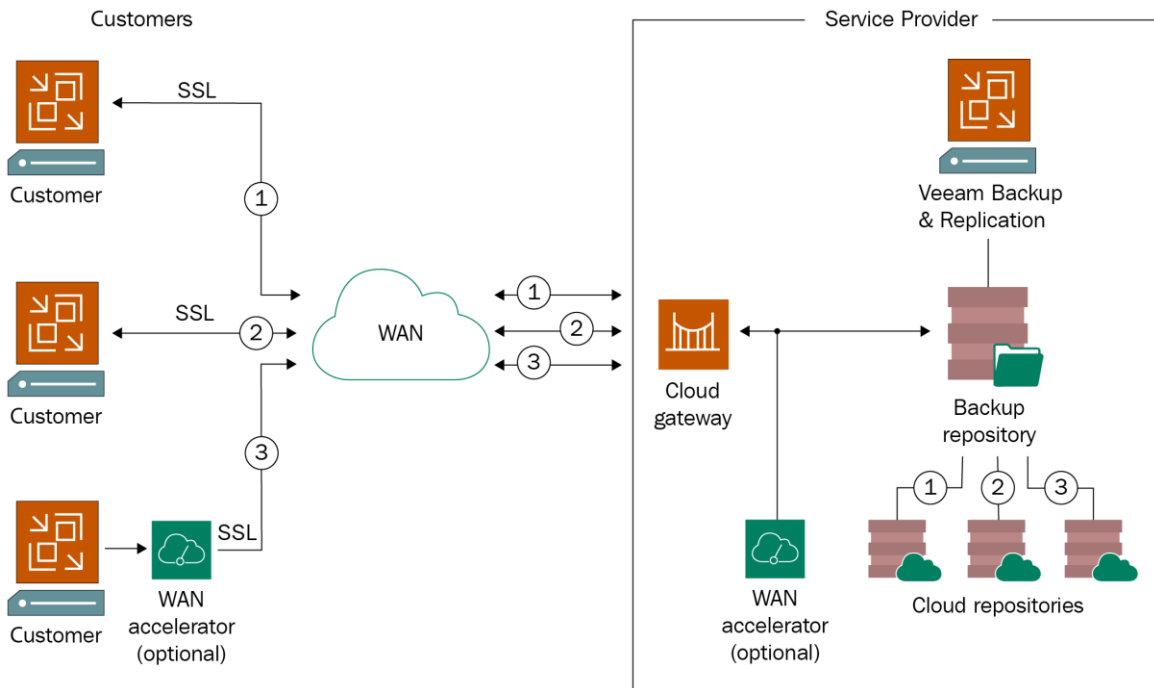 Customers
Service Provider
SSL
Customer
1
Veeam Backup
& Replication
SSL
2
Customer
WAN
1
2
3
Cloud
gateway
Backup
repository
3
SSL
Customer
WAN
accelerator
(optional)
WAN
accelerator
(optional)
1
2
3
Cloud repositories